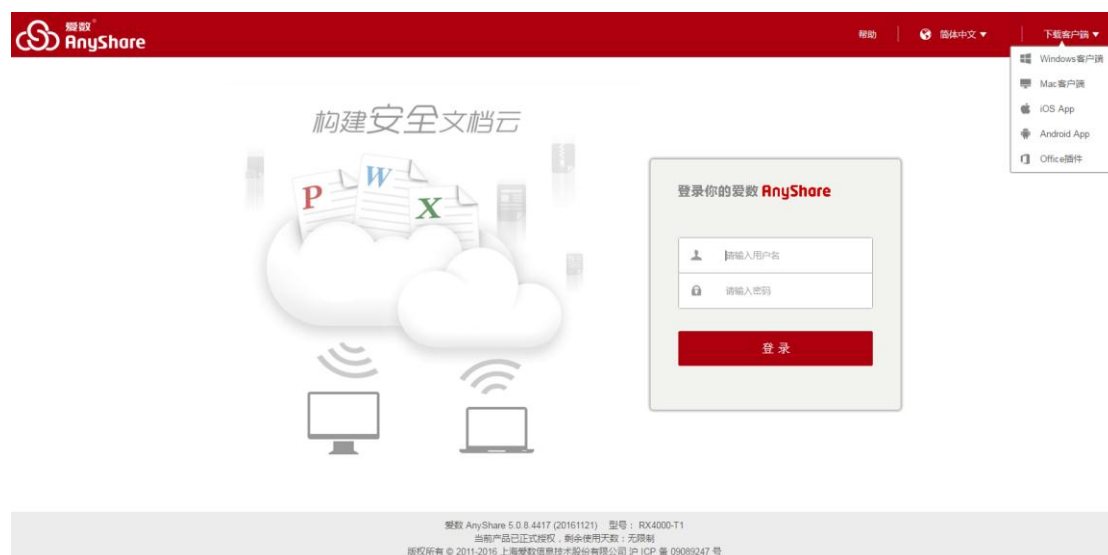 爱数
AnyShare
帮助
简体中文
下载客户端
Windows客户端
Mac客户端
iOS App
Android App
Office插件
构建安全文档云
P
W
X
登录你的爱数 AnyShare
请输入用户名
请输入密码
登 录
爱数 AnyShare 5.0.8.4417 (20161121) 型号： RX4000-T1
当前产品已正式授权，剩余使用天数：无限制
版权所有 © 2011-2016 上海爱数信息技术股份有限公司 沪 ICP 备 09089247 号